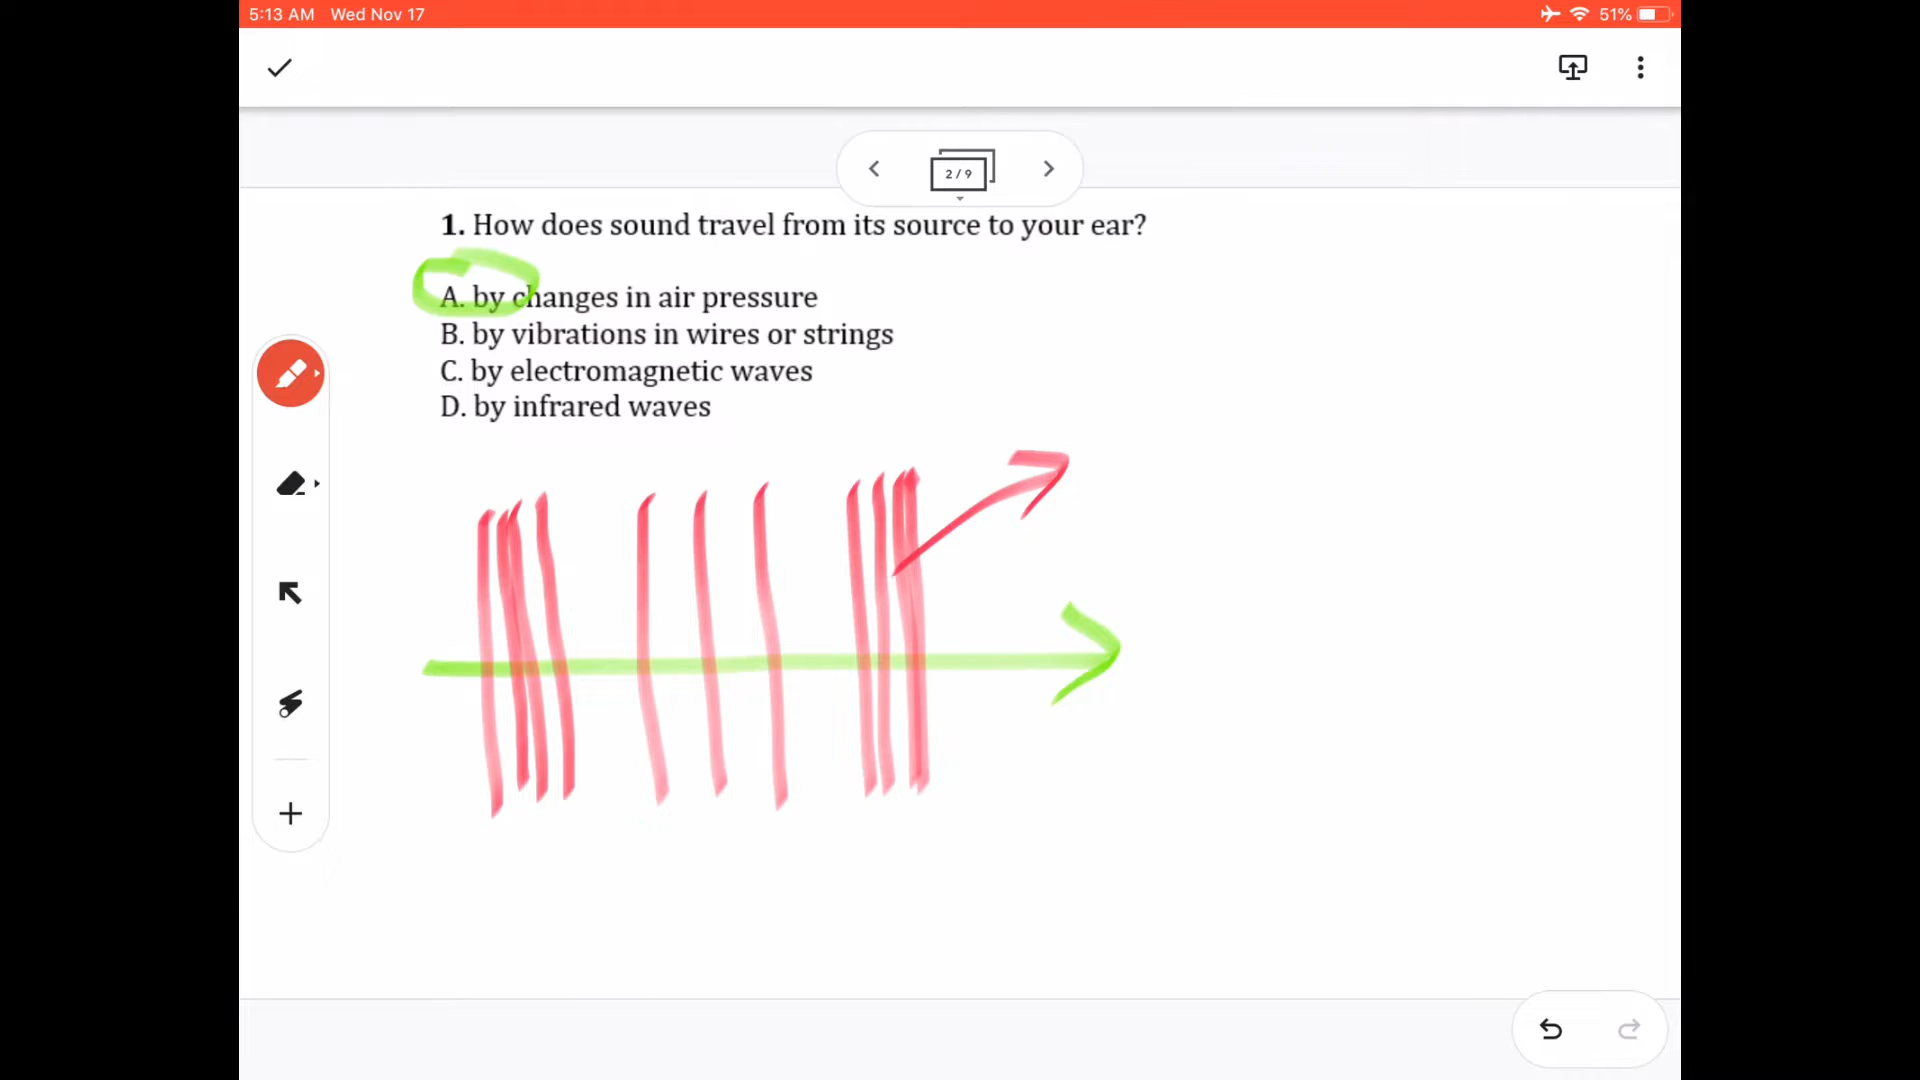 5:13 AM Wed Nov 17 51%
2 / 9
1. How does sound travel from its source to your ear?
A. by changes in air pressure
B. by vibrations in wires or strings
C. by electromagnetic waves
D. by infrared waves